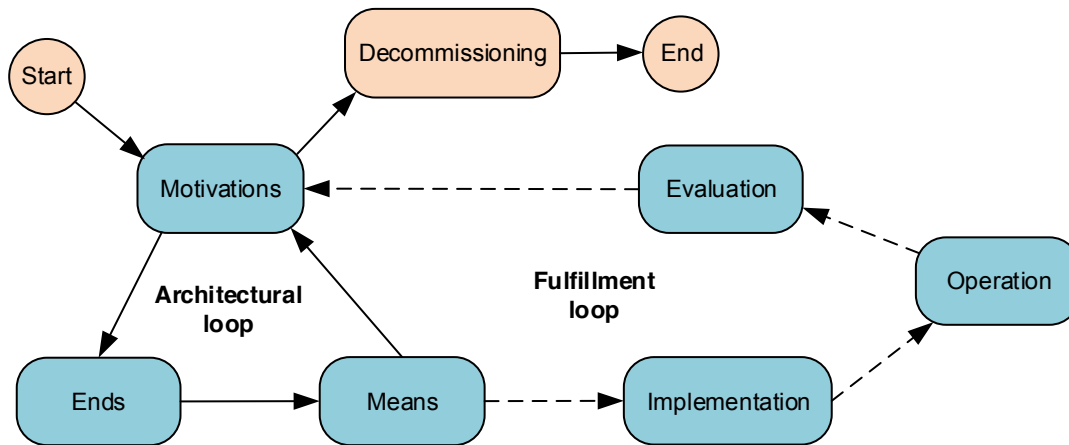 Decommissioning
End
Start
Motivations
Evaluation
Architectural
loop
Fulfillment
loop
Operation
Ends
Means
Implementation